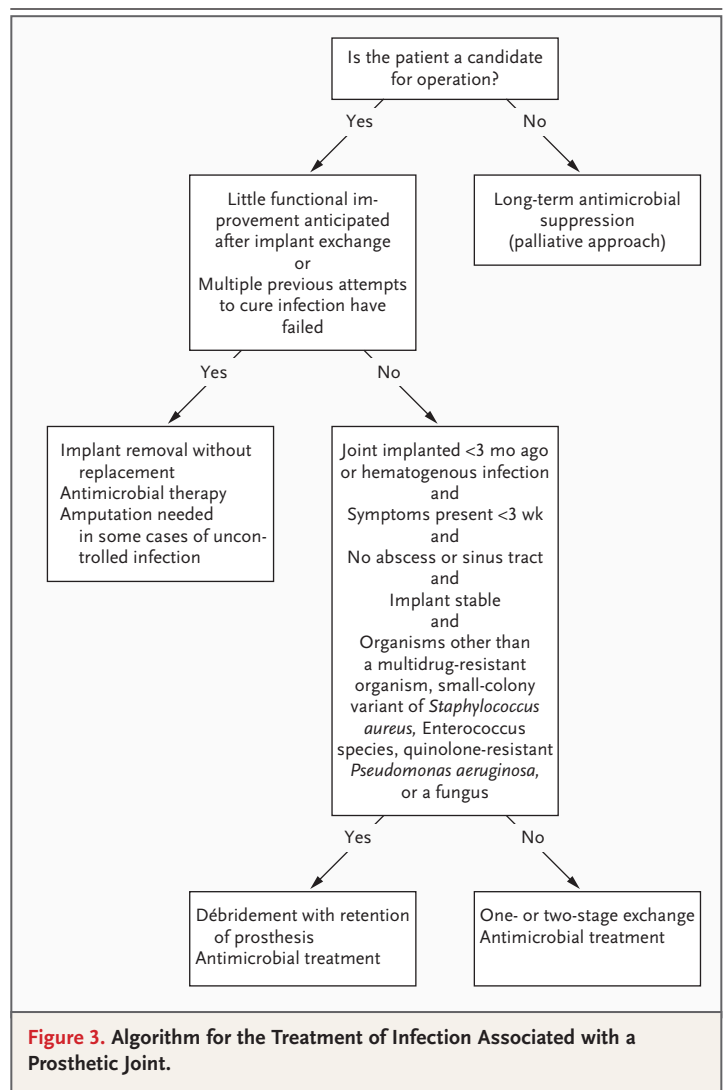 Is the patient a candidate
for operation?
Yes
No
Little functional im-
provement anticipated
after implant exchange
or
Multiple previous attempts
to cure infection have
failed
Long-term antimicrobial
suppression
(palliative approach)
Yes
No
Implant removal without
replacement
Antimicrobial therapy
Amputation needed
in some cases of uncon-
trolled infection
Joint implanted <3 mo ago
or hematogenous infection
and
Symptoms present <3 wk
and
No abscess or sinus tract
and
Implant stable
and
Organisms other than
a multidrug-resistant
organism, small-colony
variant of Staphylococcus
aureus, Enterococcus
species, quinolone-resistant
Pseudomonas aeruginosa,
or a fungus
Yes
No
Débridement with retention
of prosthesis
Antimicrobial treatment
One- or two-stage exchange
Antimicrobial treatment
Figure 3. Algorithm for the Treatment of Infection Associated with a
Prosthetic Joint.